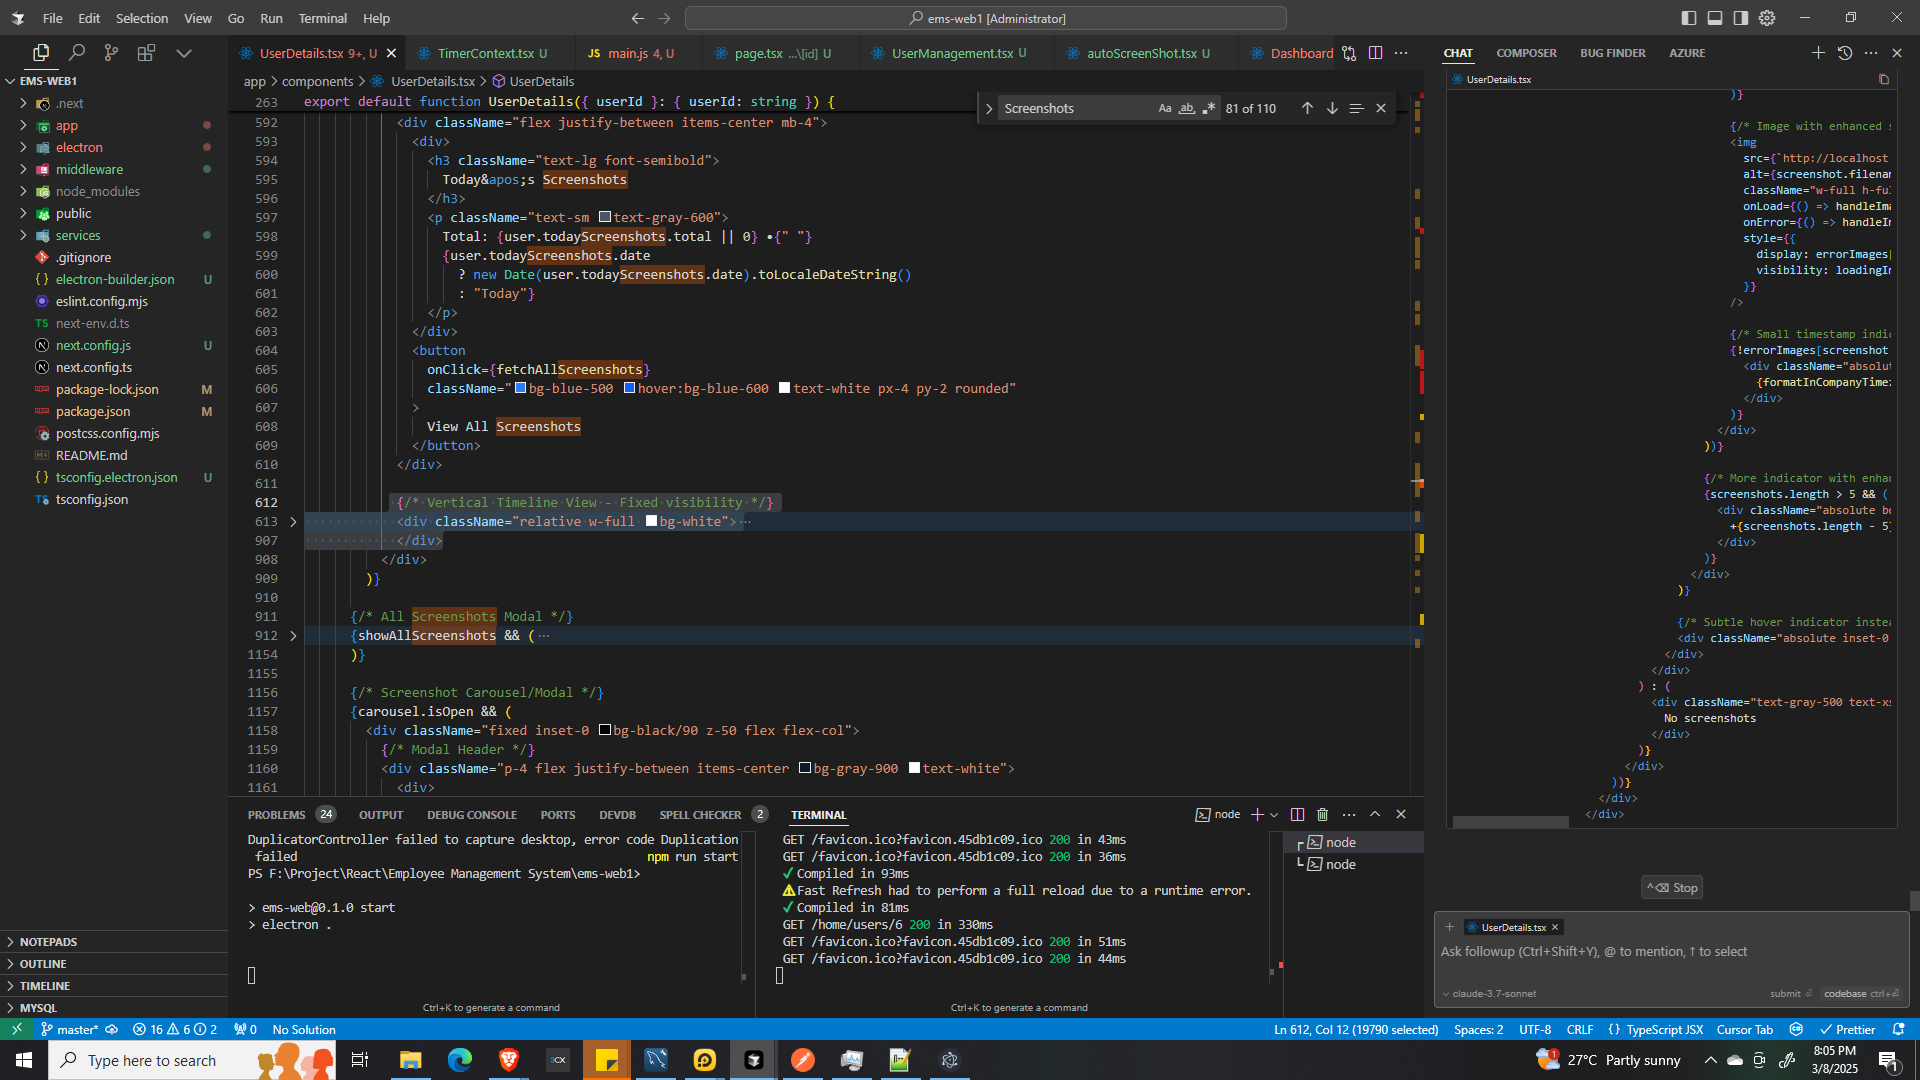 File Edit Selection View Go Run Terminal Help
ems-web1 [Administrator]
UserDetails.tsx 9+, U
TimerContext.tsx U
JS main.js 4, U
page.tsx ...\[id] U
UserManagement.tsx U
autoScreenShot.tsx U
Dashboard
CHAT COMPOSER BUG FINDER AZURE
EMS-WEB1
.next
app
electron
middleware
node_modules
public
services
.gitignore
electron-builder.json U
eslint.config.mjs
TS next-env.d.ts
next.config.js U
next.config.ts
package-lock.json M
package.json M
postcss.config.mjs
README.md
tsconfig.electron.json U
tsconfig.json
NOTEPADS
OUTLINE
TIMELINE
MYSQL
app > components > UserDetails.tsx > UserDetails
Screenshots Aa ab 81 of 110
263 export default function UserDetails({ userId }: { userId: string }) {
592 <div className="flex justify-between items-center mb-4">
593 <div>
594 <h3 className="text-lg font-semibold">
595 Today&apos;s Screenshots
596 </h3>
597 <p className="text-sm text-gray-600">
598 Total: {user.todayScreenshots.total || 0} •{" "}
599 {user.todayScreenshots.date
600 ? new Date(user.todayScreenshots.date).toLocaleDateString()
601 : "Today"}
602 </p>
603 </div>
604 <button
605 onClick={fetchAllScreenshots}
606 className="bg-blue-500 hover:bg-blue-600 text-white px-4 py-2 rounded"
607 >
608 View All Screenshots
609 </button>
610 </div>
611
612 {/* Vertical Timeline View - Fixed visibility */}
613 <div className="relative w-full bg-white">
907 </div>
908 </div>
909 )}
910
911 {/* All Screenshots Modal */}
912 {showAllScreenshots && (
1154 )}
1155
1156 {/* Screenshot Carousel/Modal */}
1157 {carousel.isOpen && (
1158 <div className="fixed inset-0 bg-black/90 z-50 flex flex-col">
1159 {/* Modal Header */}
1160 <div className="p-4 flex justify-between items-center bg-gray-900 text-white">
1161 <div>
UserDetails.tsx
)}
{/* Image with enhanced s
<img
src={`http://localhost
alt={screenshot.filenam
className="w-full h-ful
onLoad={() => handleIma
onError={() => handleIm
style={{
display: errorImages[
visibility: loadingIm
}}
/>
{/* Small timestamp indic
{!errorImages[screenshot
<div className="absolut
{formatInCompanyTimez
</div>
)}
</div>
))}
{/* More indicator with enhan
{screenshots.length > 5 && (
<div className="absolute bo
+{screenshots.length - 5}
</div>
)}
</div>
)}
{/* Subtle hover indicator instea
<div className="absolute inset-0
</div>
</div>
) : (
<div className="text-gray-500 text-xs
No screenshots
</div>
)}
</div>
))}
</div>
</div>
Stop
UserDetails.tsx
Ask followup (Ctrl+Shift+Y), @ to mention, ↑ to select
claude-3.7-sonnet submit codebase ctrl+
PROBLEMS 24 OUTPUT DEBUG CONSOLE PORTS DEVDB SPELL CHECKER 2 TERMINAL
node
DuplicatorController failed to capture desktop, error code Duplication
failed npm run start
PS F:\Project\React\Employee Management System\ems-web1>
> ems-web@0.1.0 start
> electron .
Ctrl+K to generate a command
GET /favicon.ico?favicon.45db1c09.ico 200 in 43ms
GET /favicon.ico?favicon.45db1c09.ico 200 in 36ms
✓ Compiled in 93ms
⚠ Fast Refresh had to perform a full reload due to a runtime error.
✓ Compiled in 81ms
GET /home/users/6 200 in 330ms
GET /favicon.ico?favicon.45db1c09.ico 200 in 51ms
GET /favicon.ico?favicon.45db1c09.ico 200 in 44ms
Ctrl+K to generate a command
node
node
master* 16 6 2 0 No Solution
Ln 612, Col 12 (19790 selected) Spaces: 2 UTF-8 CRLF {} TypeScript JSX Cursor Tab Prettier
Type here to search
27°C Partly sunny
8:05 PM
3/8/2025